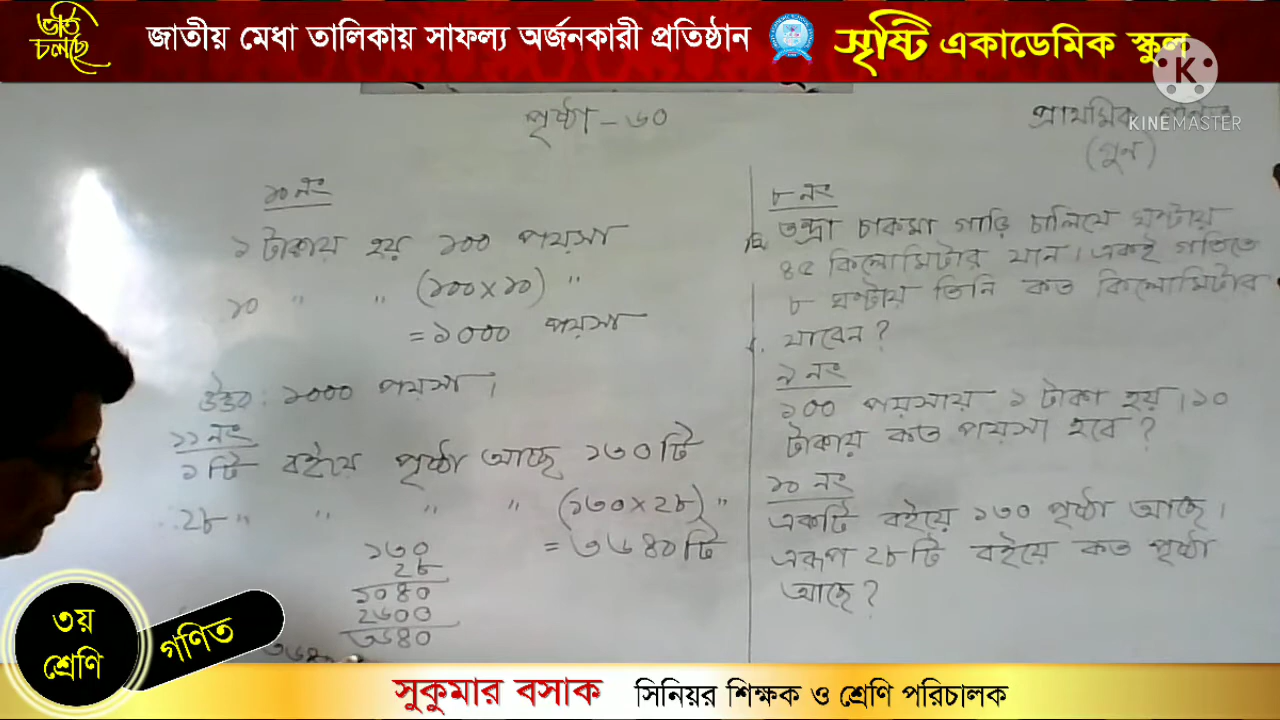 ভর্তি চলছে
জাতীয় মেধা তালিকায় সাফল্য অর্জনকারী প্রতিষ্ঠান
সৃষ্টি একাডেমিক স্কুল
K
KINEMASTER
পৃষ্ঠা - ৬০
প্রাথমিক
(গুন)
১০ নং
১ টাকায় হয় ১০০ পয়সা
১০ " " (১০০×১০) "
= ১০০০ পয়সা
উত্তর : ১০০০ পয়সা।
১১ নং
১টি বইয়ে পৃষ্ঠা আছে ১৩০টি
২৮ " " " " (১৩০×২৮) "
= ৩৬৪০টি
১৩০
২৮
১০৪০
২৬০০
৩৬৪০
৮ নং
তন্দ্রা চাকমা গাড়ি চালিয়ে ঘণ্টায়
৪৫ কিলোমিটার যান। একই গতিতে
৮ ঘণ্টায় তিনি কত কিলোমিটার
যাবেন?
৯ নং
১০০ পয়সায় ১ টাকা হয়। ১০
টাকায় কত পয়সা হবে?
১০ নং
একটি বইয়ে ১৩০ পৃষ্ঠা আছে।
এরূপ ২৮টি বইয়ে কত পৃষ্ঠা
আছে?
৩য় শ্রেণি
গণিত
সুকুমার বসাক সিনিয়র শিক্ষক ও শ্রেণি পরিচালক